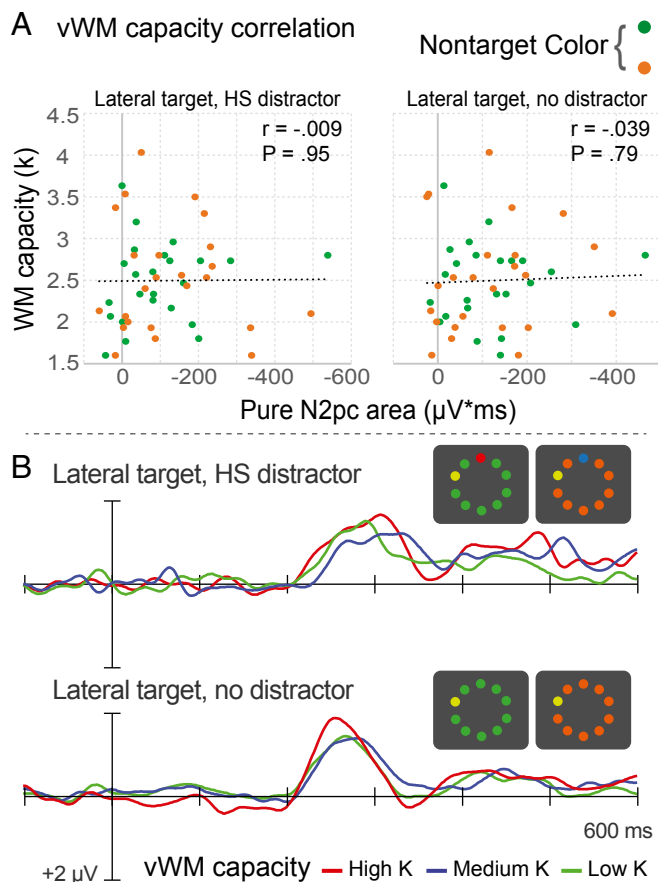 A vWM capacity correlation
Nontarget Color {
Lateral target, HS distractor
Lateral target, no distractor
r = -.009
P = .95
r = -.039
P = .79
WM capacity (k)
4.5
4
3.5
3
2.5
2
1.5
0 -200 -400 -600
0 -200 -400
Pure N2pc area (µV*ms)
B
Lateral target, HS distractor
Lateral target, no distractor
600 ms
+2 µV
vWM capacity High K Medium K Low K